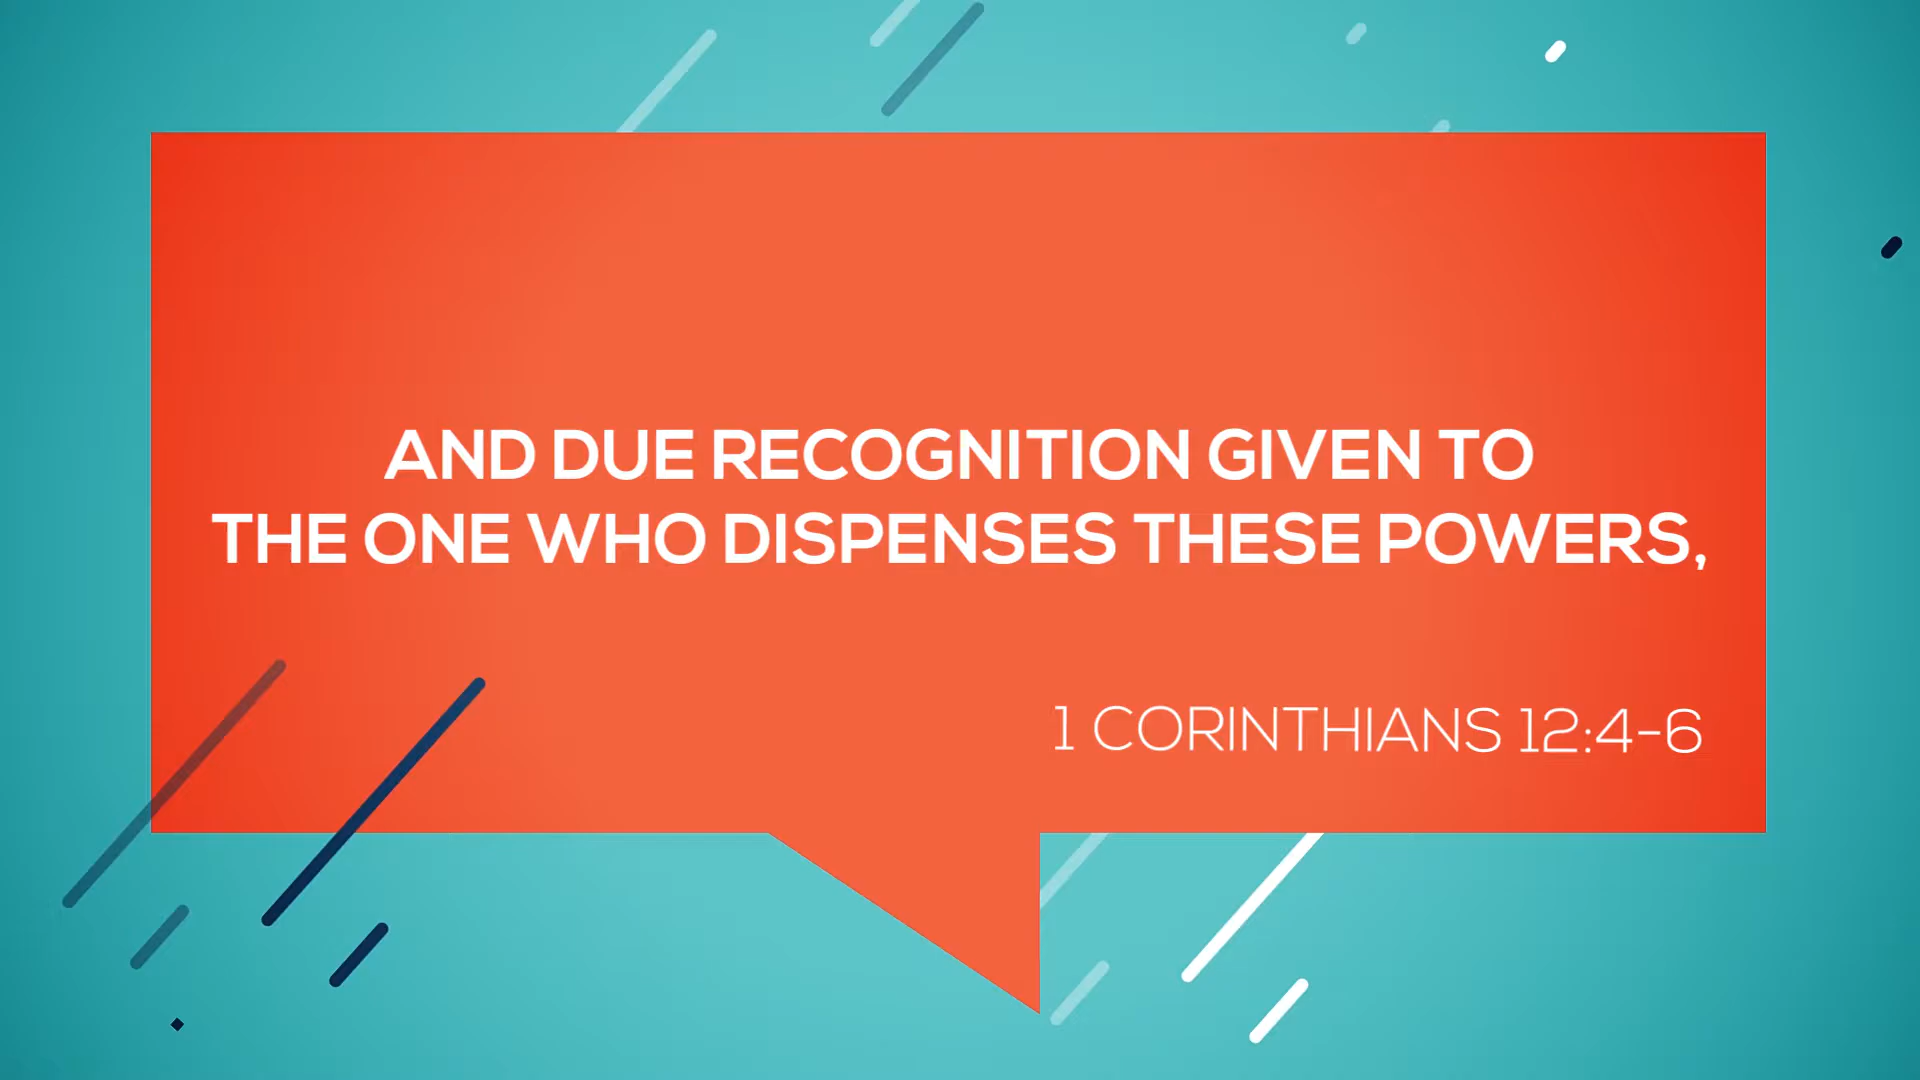 AND DUE RECOGNITION GIVEN TO
THE ONE WHO DISPENSES THESE POWERS,
1 CORINTHIANS 12:4-6